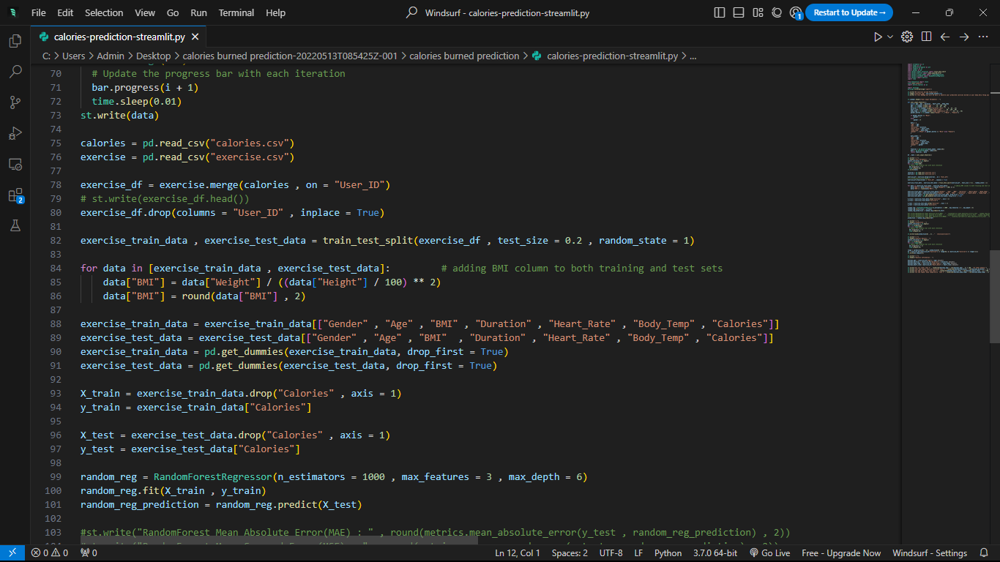 File Edit Selection View Go Run Terminal Help Windsurf - calories-prediction-streamlit.py 1 Restart to Update→
calories-prediction-streamlit.py
C: > Users > Admin > Desktop > calories burned prediction-20220513T085425Z-001 > calories burned prediction > calories-prediction-streamlit.py > ...
70 # Update the progress bar with each iteration
71 bar.progress(i + 1)
72 time.sleep(0.01)
73 st.write(data)
74
75 calories = pd.read_csv("calories.csv")
76 exercise = pd.read_csv("exercise.csv")
77
78 exercise_df = exercise.merge(calories , on = "User_ID")
79 # st.write(exercise_df.head())
80 exercise_df.drop(columns = "User_ID" , inplace = True)
81
82 exercise_train_data , exercise_test_data = train_test_split(exercise_df , test_size = 0.2 , random_state = 1)
83
84 for data in [exercise_train_data , exercise_test_data]: # adding BMI column to both training and test sets
85 data["BMI"] = data["Weight"] / ((data["Height"] / 100) ** 2)
86 data["BMI"] = round(data["BMI"] , 2)
87
88 exercise_train_data = exercise_train_data[["Gender" , "Age" , "BMI" , "Duration" , "Heart_Rate" , "Body_Temp" , "Calories"]]
89 exercise_test_data = exercise_test_data[["Gender" , "Age" , "BMI" , "Duration" , "Heart_Rate" , "Body_Temp" , "Calories"]]
90 exercise_train_data = pd.get_dummies(exercise_train_data, drop_first = True)
91 exercise_test_data = pd.get_dummies(exercise_test_data, drop_first = True)
92
93 X_train = exercise_train_data.drop("Calories" , axis = 1)
94 y_train = exercise_train_data["Calories"]
95
96 X_test = exercise_test_data.drop("Calories" , axis = 1)
97 y_test = exercise_test_data["Calories"]
98
99 random_reg = RandomForestRegressor(n_estimators = 1000 , max_features = 3 , max_depth = 6)
100 random_reg.fit(X_train , y_train)
101 random_reg_prediction = random_reg.predict(X_test)
102
103 #st.write("RandomForest Mean Absolute Error(MAE) : " , round(metrics.mean_absolute_error(y_test , random_reg_prediction) , 2))
2
0 0 0 Ln 12, Col 1 Spaces: 2 UTF-8 LF Python 3.7.0 64-bit Go Live Free - Upgrade Now Windsurf - Settings